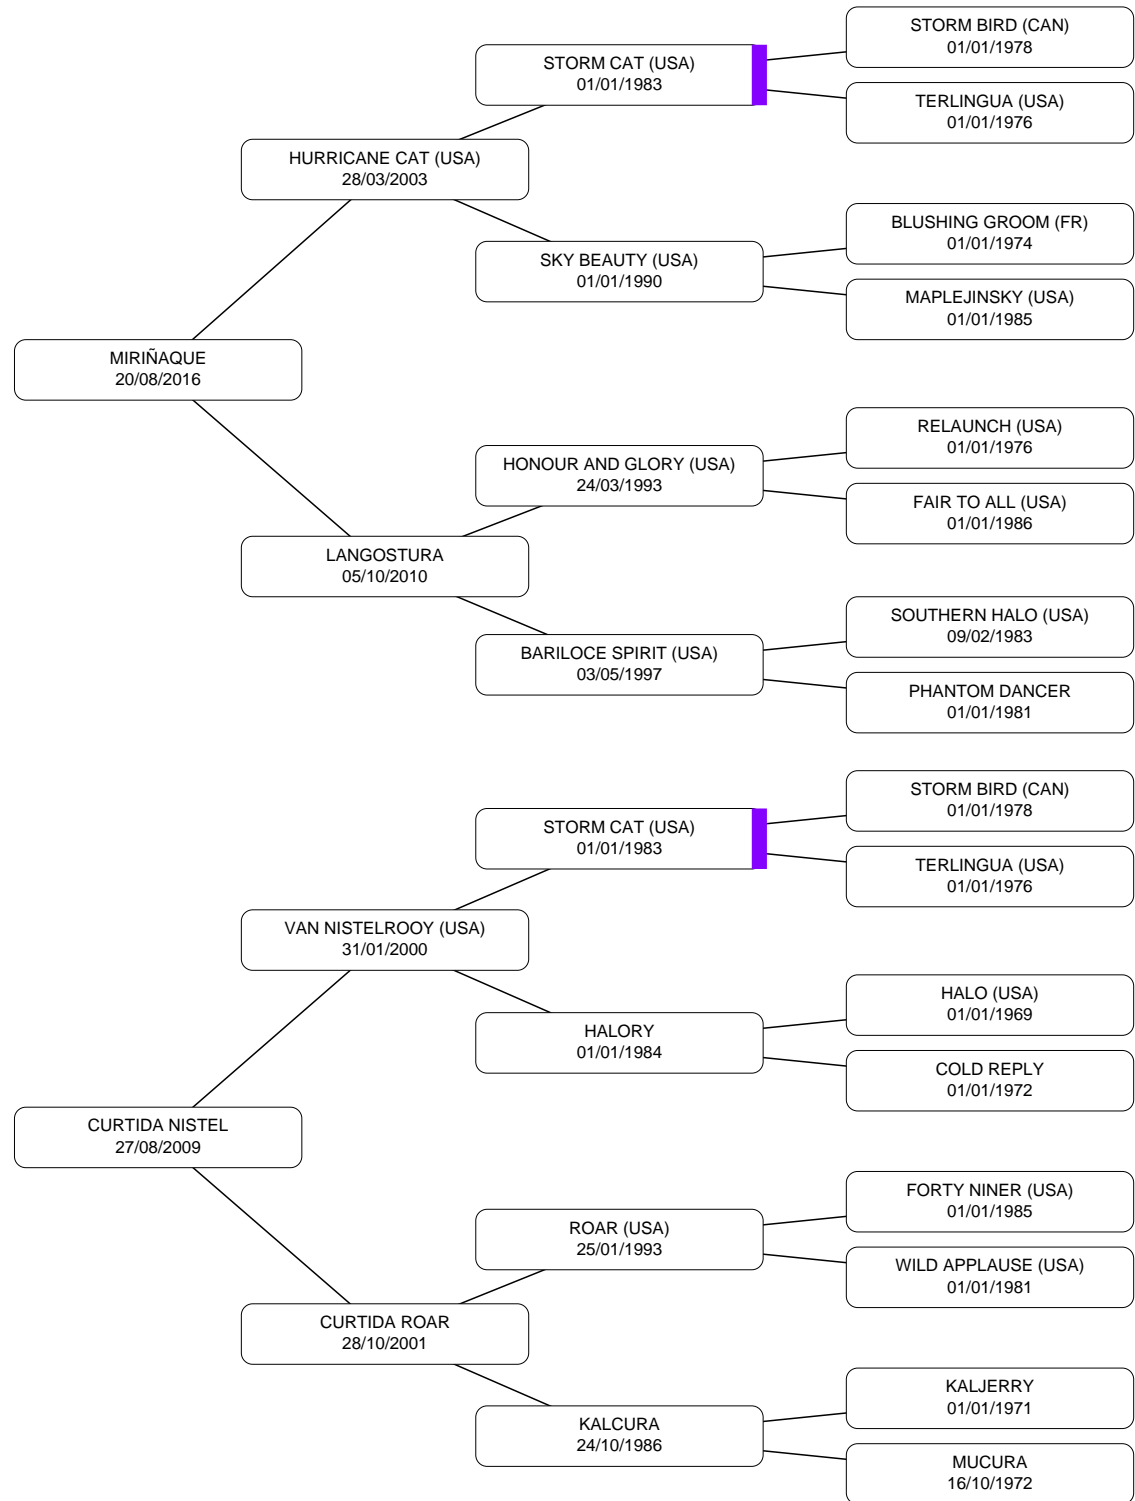 STORM BIRD (CAN)
01/01/1978
STORM CAT (USA)
01/01/1983
TERLINGUA (USA)
01/01/1976
HURRICANE CAT (USA)
28/03/2003
BLUSHING GROOM (FR)
01/01/1974
SKY BEAUTY (USA)
01/01/1990
MAPLEJINSKY (USA)
01/01/1985
MIRIÑAQUE
20/08/2016
RELAUNCH (USA)
01/01/1976
HONOUR AND GLORY (USA)
24/03/1993
FAIR TO ALL (USA)
01/01/1986
LANGOSTURA
05/10/2010
SOUTHERN HALO (USA)
09/02/1983
BARILOCE SPIRIT (USA)
03/05/1997
PHANTOM DANCER
01/01/1981
STORM BIRD (CAN)
01/01/1978
STORM CAT (USA)
01/01/1983
TERLINGUA (USA)
01/01/1976
VAN NISTELROOY (USA)
31/01/2000
HALO (USA)
01/01/1969
HALORY
01/01/1984
COLD REPLY
01/01/1972
CURTIDA NISTEL
27/08/2009
FORTY NINER (USA)
01/01/1985
ROAR (USA)
25/01/1993
WILD APPLAUSE (USA)
01/01/1981
CURTIDA ROAR
28/10/2001
KALJERRY
01/01/1971
KALCURA
24/10/1986
MUCURA
16/10/1972